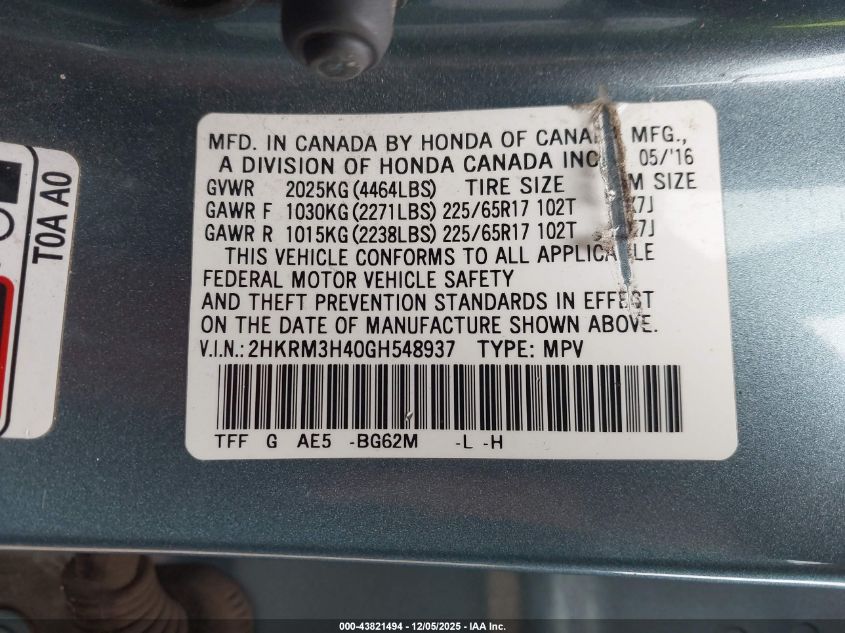 MFD. IN CANADA BY HONDA OF MFG.,
A DIVISION OF HONDA CANADA INC 05/'16
GVWR 2025KG (4464LBS) TIRE SIZE SIZE
GAWR F 1030KG (2271LBS) 225/65R17 102T
GAWR R 1015KG (2238LBS) 225/65R17 102T
THIS VEHICLE CONFORMS TO ALL APPLICABLE
FEDERAL MOTOR VEHICLE SAFETY
AND THEFT PREVENTION STANDARDS IN EFFECT
ON THE DATE OF MANUFACTURE SHOWN ABOVE.
V.I.N.: 2HKRM3H40GH548937 TYPE: MPV
TFF G AE5 -BG62M -L -H
T0A A0
000-43821494 - 12/05/2025 - IAA Inc.